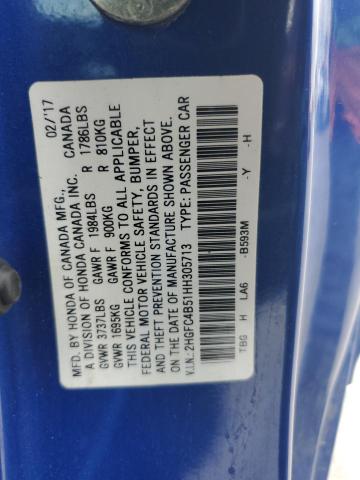 MFD. BY HONDA OF CANADA MFG., 02/17
A DIVISION OF HONDA CANADA INC. CANADA
GVWR 3737LBS GAWR F 1984LBS R 1786LBS
GVWR 1695KG GAWR F 900KG R 810KG
THIS VEHICLE CONFORMS TO ALL APPLICABLE
FEDERAL MOTOR VEHICLE SAFETY, BUMPER,
AND THEFT PREVENTION STANDARDS IN EFFECT
ON THE DATE OF MANUFACTURE SHOWN ABOVE.
V.I.N.:2HGFC4B51HH305713 TYPE: PASSENGER CAR
TBG H LA6 -B593M -Y -H